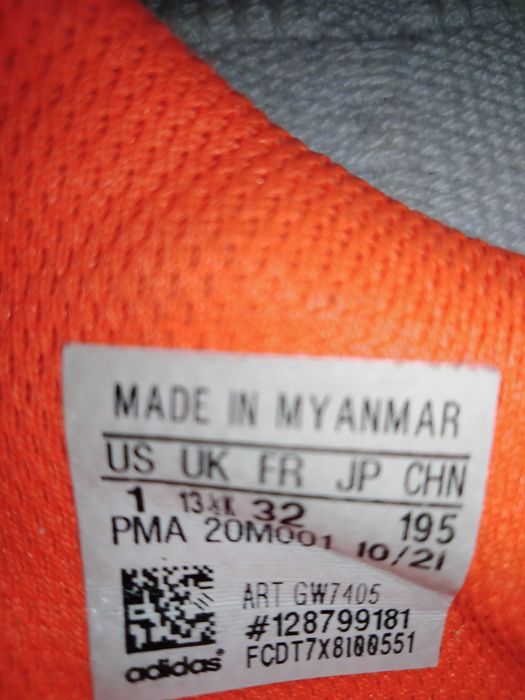 MADE IN MYANMAR
US UK FR JP CHN
1 13½K 32 195
PMA 20M001 10/21
ART GW7405
#128799181
FCDT7X8I00551
adidas®